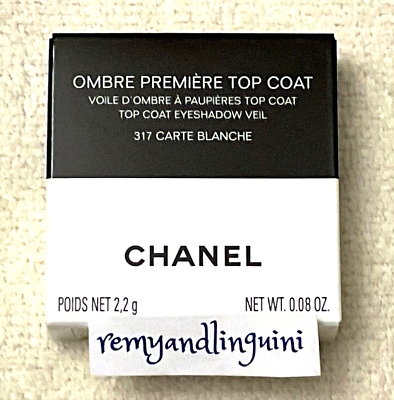 OMBRE PREMIÈRE TOP COAT
VOILE D'OMBRE À PAUPIÈRES TOP COAT
TOP COAT EYESHADOW VEIL
317 CARTE BLANCHE
CHANEL
POIDS NET 2,2 g NET WT. 0.08 OZ.
remyandlinguini